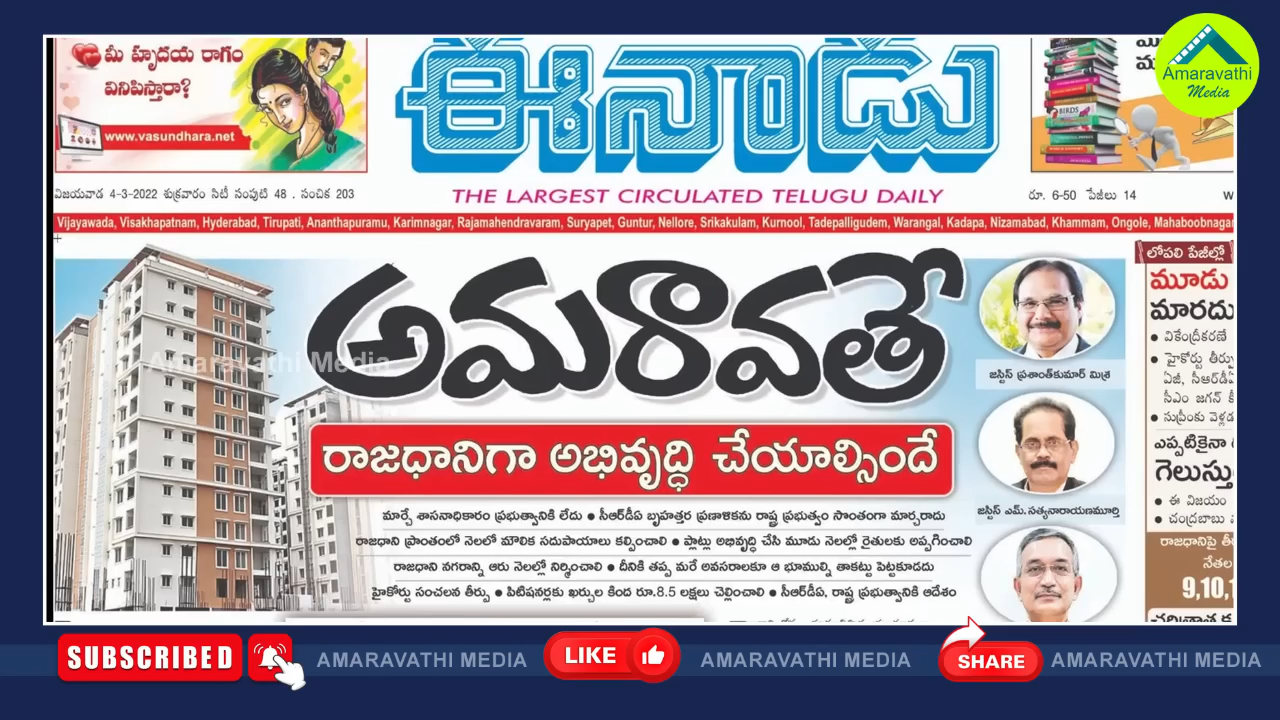 మీ హృదయ రాగం
వినిపిస్తారా?
www.vasundhara.net
ఈనాడు
Amaravathi
Media
BIRDS
విజయవాడ 4-3-2022 శుక్రవారం సిటీ సంపుటి 48 . సంచిక 203
THE LARGEST CIRCULATED TELUGU DAILY
రూ. 6-50 పేజీలు 14
Vijayawada, Visakhapatnam, Hyderabad, Tirupati, Ananthapuramu, Karimnagar, Rajamahendravaram, Suryapet, Guntur, Nellore, Srikakulam, Kurnool, Tadepalligudem, Warangal, Kadapa, Nizamabad, Khammam, Ongole, Mahaboobnagar
అమరావతే
Amaravathi Media
రాజధానిగా అభివృద్ధి చేయాల్సిందే
మార్చే శాసనాధికారం ప్రభుత్వానికి లేదు ● సీఆర్‌డీఏ బృహత్తర ప్రణాళికను రాష్ట్ర ప్రభుత్వం సొంతంగా మార్చరాదు
రాజధాని ప్రాంతంలో నెలలో మౌలిక సదుపాయాలు కల్పించాలి ● ప్లాట్లు అభివృద్ధి చేసి మూడు నెలల్లో రైతులకు అప్పగించాలి
రాజధాని నగరాన్ని ఆరు నెలల్లో నిర్మించాలి ● దీనికి తప్ప మరే అవసరాలకూ ఆ భూముల్ని తాకట్టు పెట్టకూడదు
హైకోర్టు సంచలన తీర్పు ● పిటిషనర్లకు ఖర్చుల కింద రూ.8.5 లక్షలు చెల్లించాలి ● సీఆర్‌డీఏ, రాష్ట్ర ప్రభుత్వానికి ఆదేశం
జస్టిస్ ప్రశాంత్‌కుమార్ మిశ్ర
జస్టిస్ ఎమ్.సత్యనారాయణమూర్తి
లోపలి పేజీల్లో
మూడు
మారదు
● వికేంద్రీకరణే
● హైకోర్టు తీర్పు
ఏజీ, సీఆర్‌డీఏ
సీఎం జగన్
● సుప్రీంకు
ఎప్పటికైనా
గెలుస్తు
● ఈ విజయం
● చంద్రబాబు
రాజధానిపై
నేతల
9,10,
SUBSCRIBED
AMARAVATHI MEDIA
LIKE
AMARAVATHI MEDIA
SHARE
AMARAVATHI MEDIA